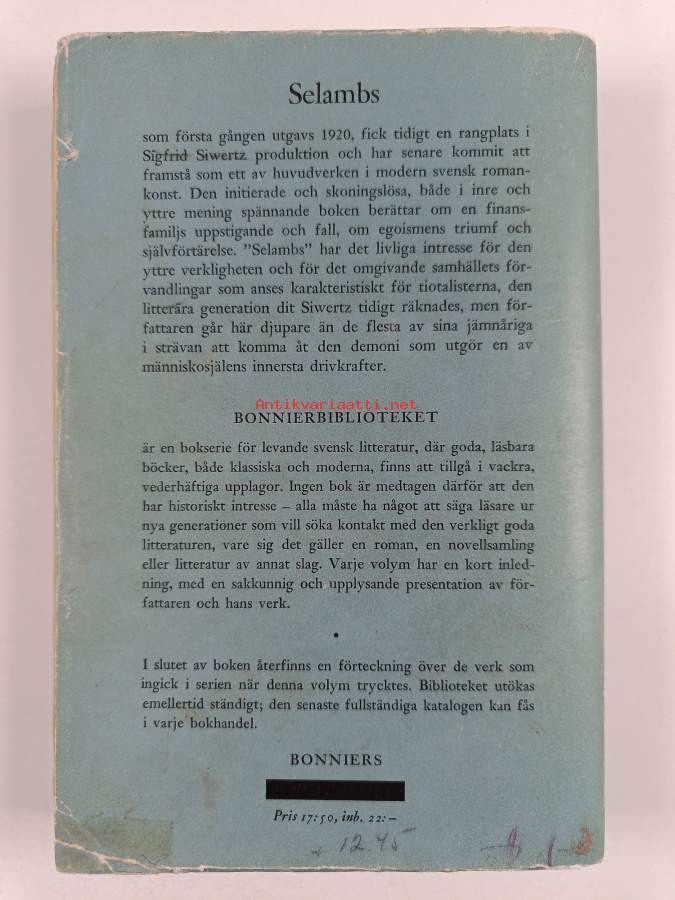 Selambs
som första gången utgavs 1920, fick tidigt en rangplats i
Sigfrid Siwertz produktion och har senare kommit att
framstå som ett av huvudverken i modern svensk roman-
konst. Den initierade och skoningslösa, både i inre och
yttre mening spännande boken berättar om en finans-
familjs uppstigande och fall, om egoismens triumf och
självförtärelse. "Selambs" har det livliga intresse för den
yttre verkligheten och för det omgivande samhällets för-
vandlingar som anses karakteristiskt för tiotalisterna, den
litterära generation dit Siwertz tidigt räknades, men för-
fattaren går här djupare än de flesta av sina jämnåriga
i strävan att komma åt den demoni som utgör en av
människosjälens innersta drivkrafter.
Antikvariaatti.net
BONNIERBIBLIOTEKET
är en bokserie för levande svensk litteratur, där goda, läsbara
böcker, både klassiska och moderna, finns att tillgå i vackra,
vederhäftiga upplagor. Ingen bok är medtagen därför att den
har historiskt intresse – alla måste ha något att säga läsare ur
nya generationer som vill söka kontakt med den verkligt goda
litteraturen, vare sig det gäller en roman, en novellsamling
eller litteratur av annat slag. Varje volym har en kort inled-
ning, med en sakkunnig och upplysande presentation av för-
fattaren och hans verk.
•
I slutet av boken återfinns en förteckning över de verk som
ingick i serien när denna volym trycktes. Biblioteket utökas
emellertid ständigt; den senaste fullständiga katalogen kan fås
i varje bokhandel.
BONNIERS
Pris 17:50, inb. 22:–
12.45